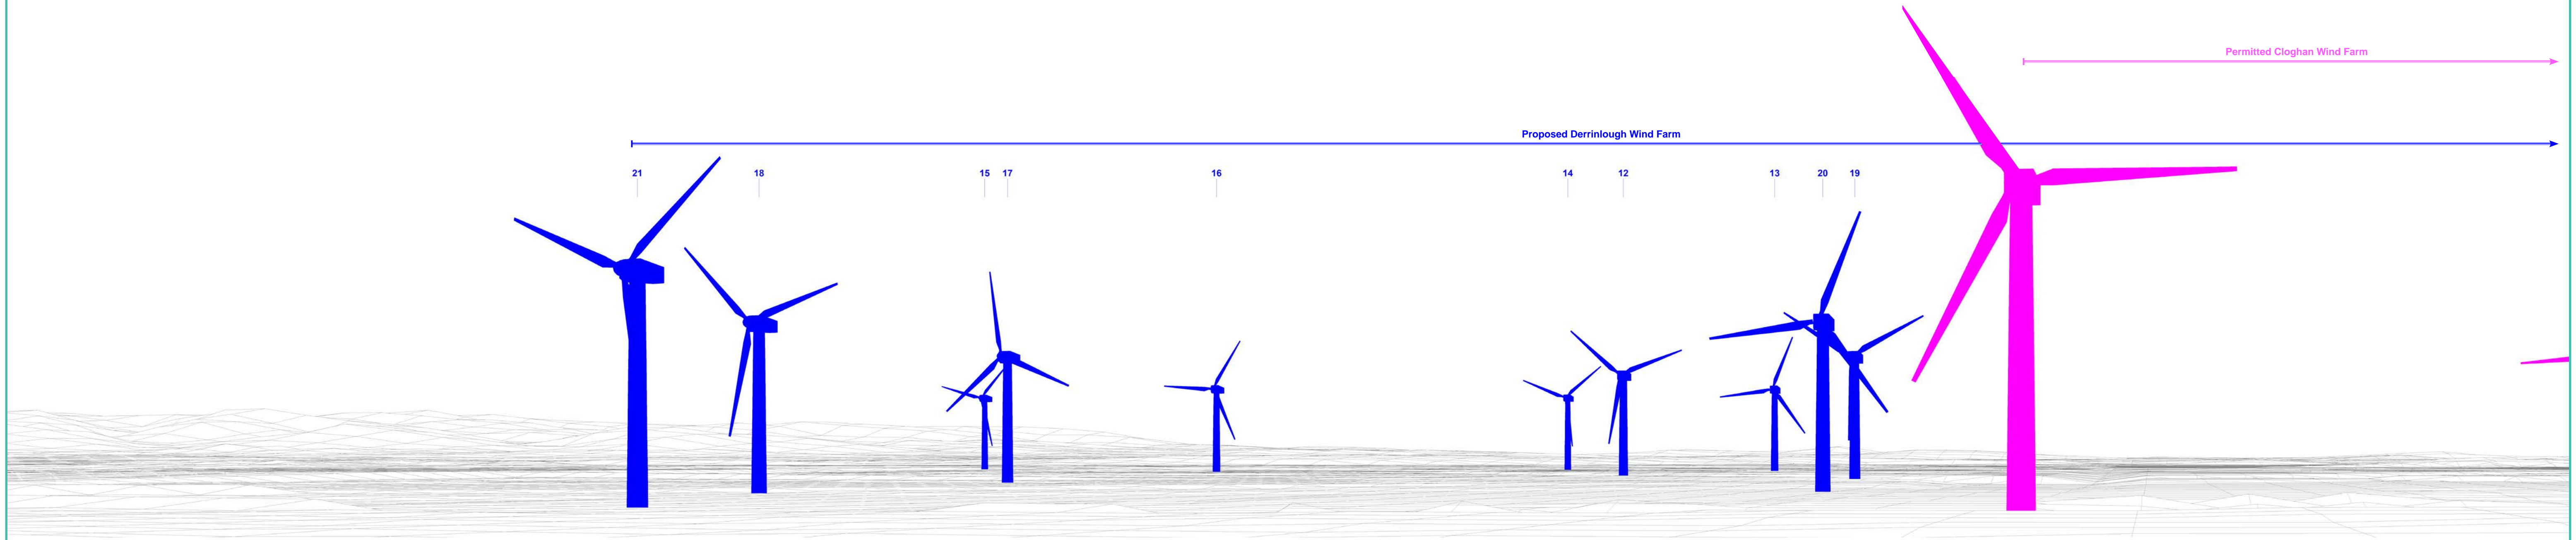 Permitted Cloghan Wind Farm
Proposed Derrinlough Wind Farm
21 18 15 17 16 14 12 13 20 19